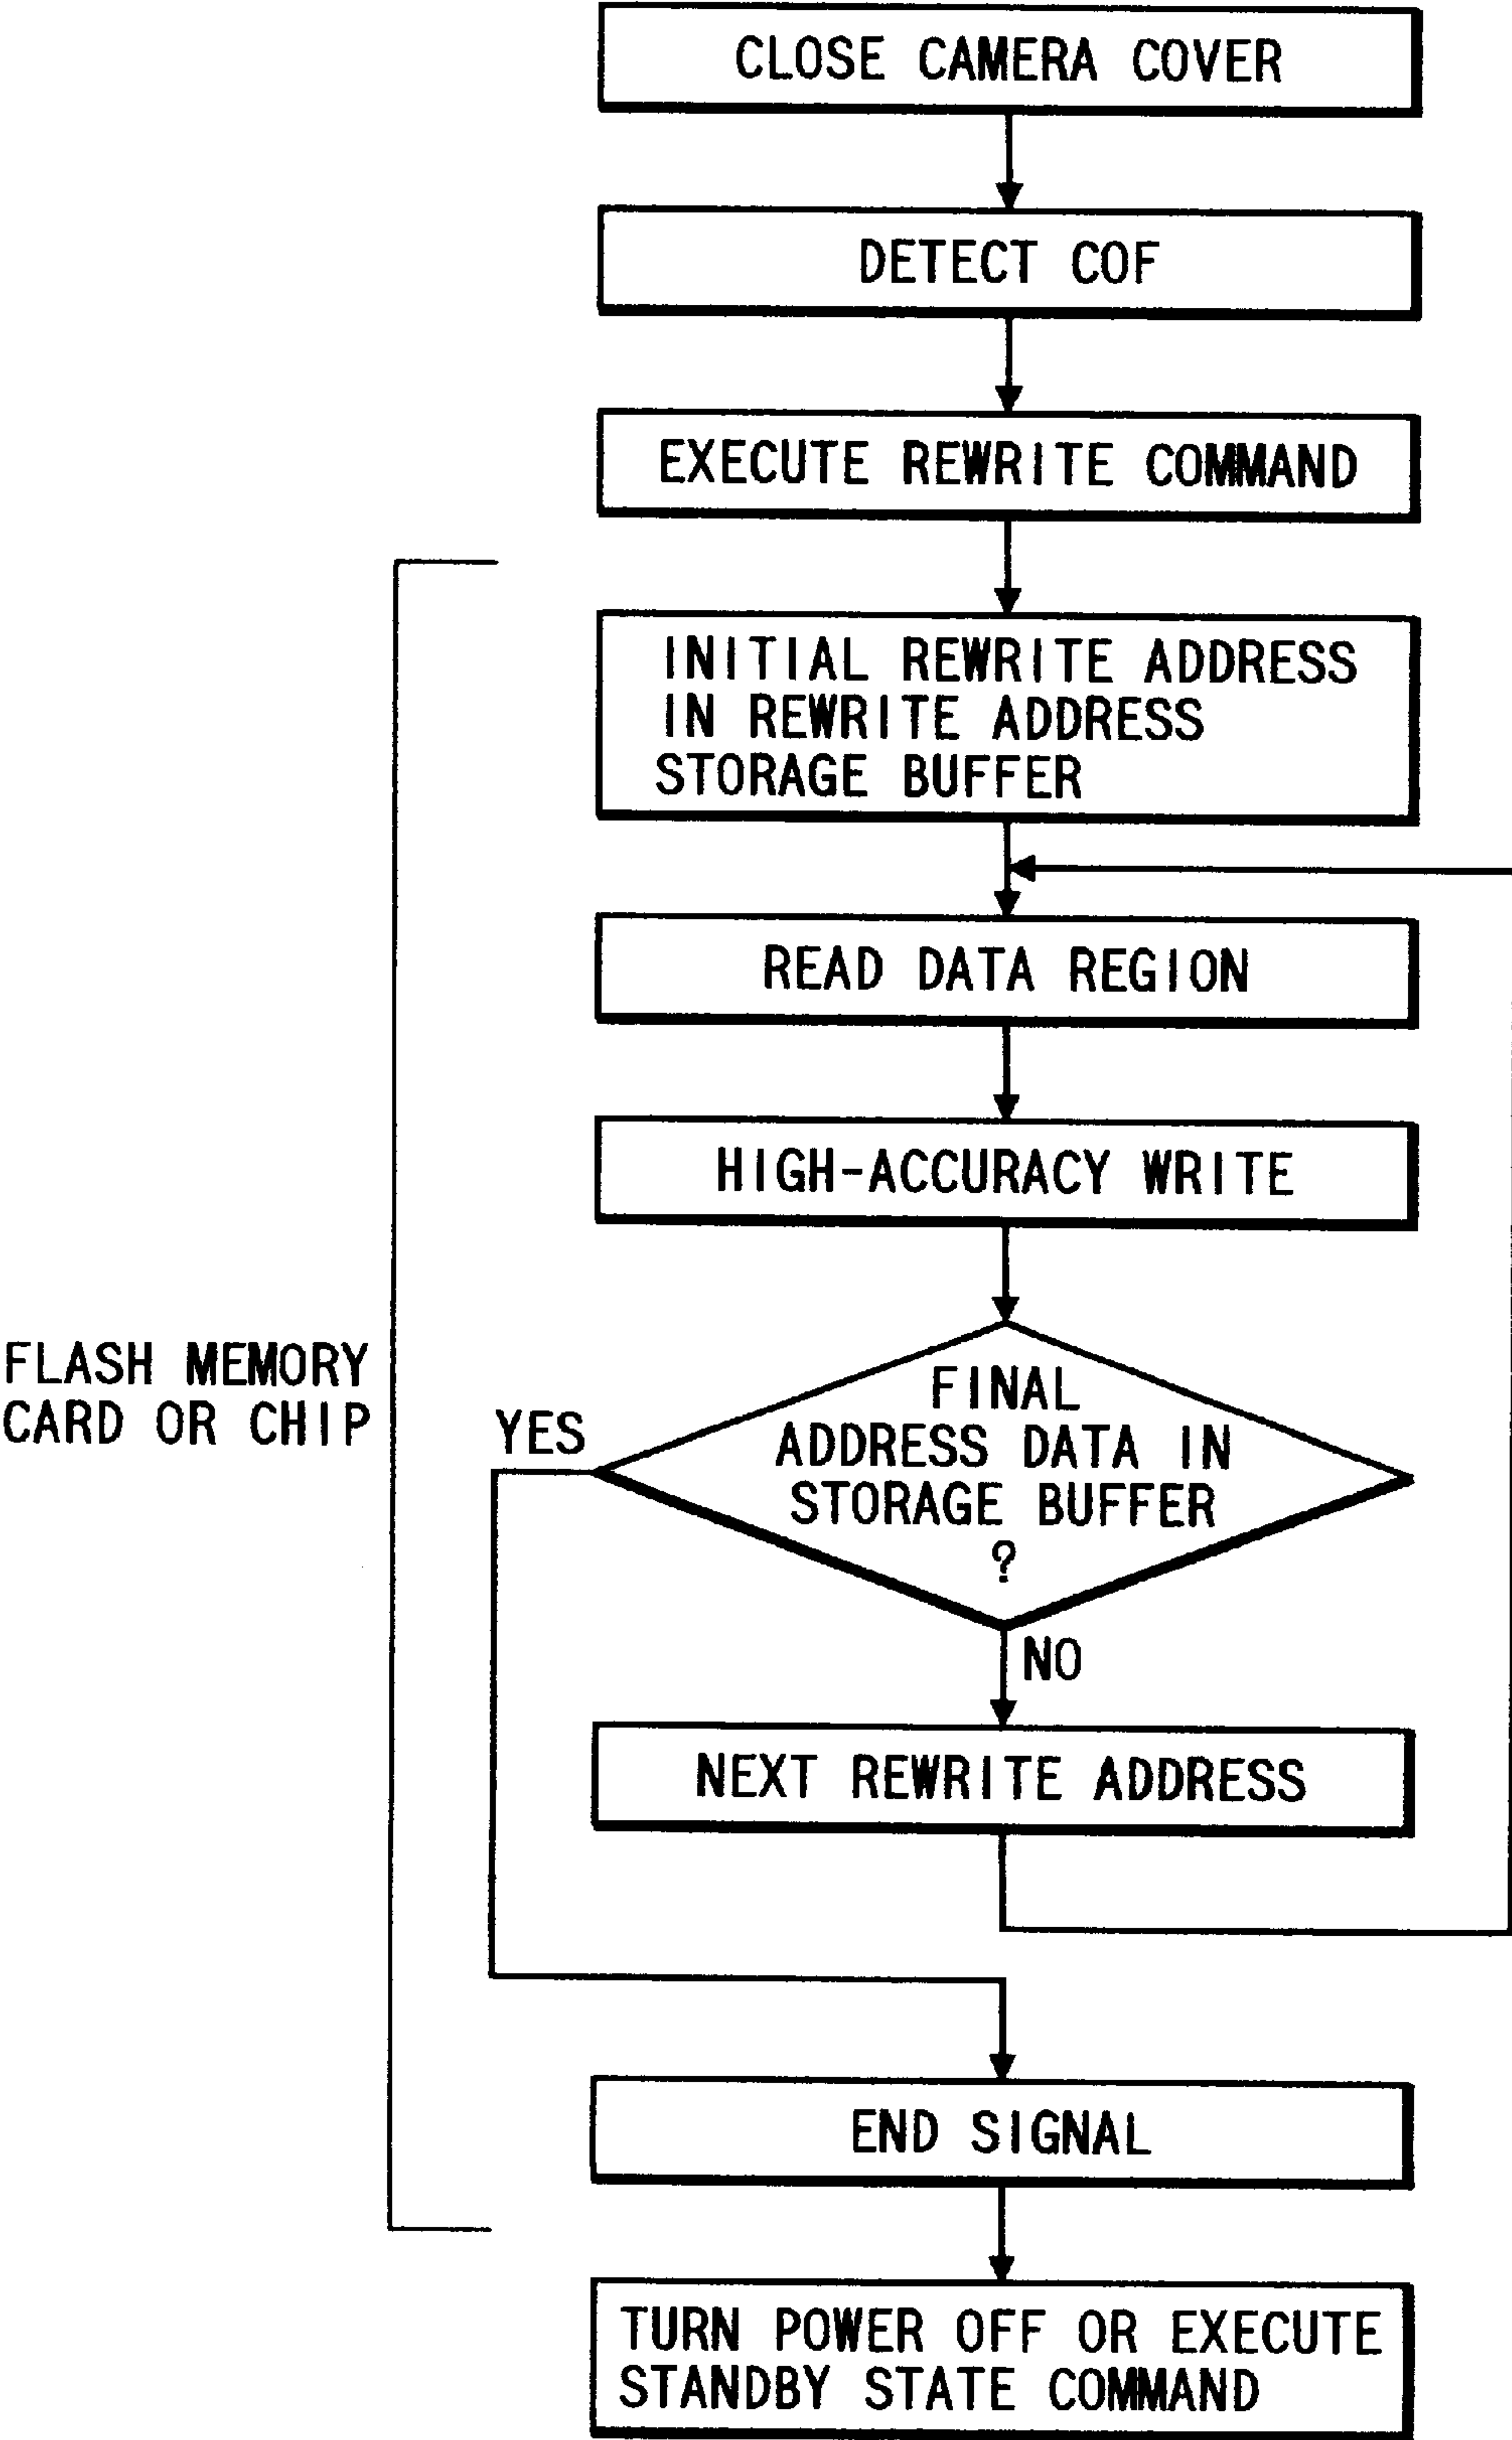 CLOSE CAMERA COVER
DETECT COF
EXECUTE REWRITE COMMAND
INITIAL REWRITE ADDRESS
IN REWRITE ADDRESS
STORAGE BUFFER
READ DATA REGION
HIGH-ACCURACY WRITE
FLASH MEMORY
CARD OR CHIP
YES
FINAL
ADDRESS DATA IN
STORAGE BUFFER
?
NO
NEXT REWRITE ADDRESS
END SIGNAL
TURN POWER OFF OR EXECUTE
STANDBY STATE COMMAND